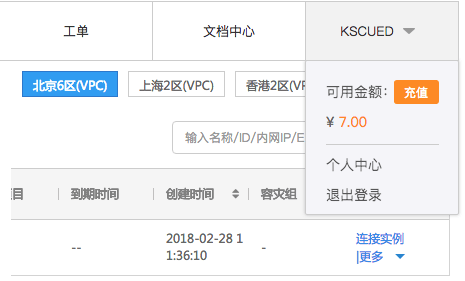 工单 文档中心 KSCUED
可用金额: 充值
¥ 7.00
个人中心
退出登录
北京6区(VPC) 上海2区(VPC) 香港2区(VP
输入名称/ID/内网IP/E
目 到期时间 创建时间 容灾组
-- 2018-02-28 1 - 连接实例
1:36:10 |更多